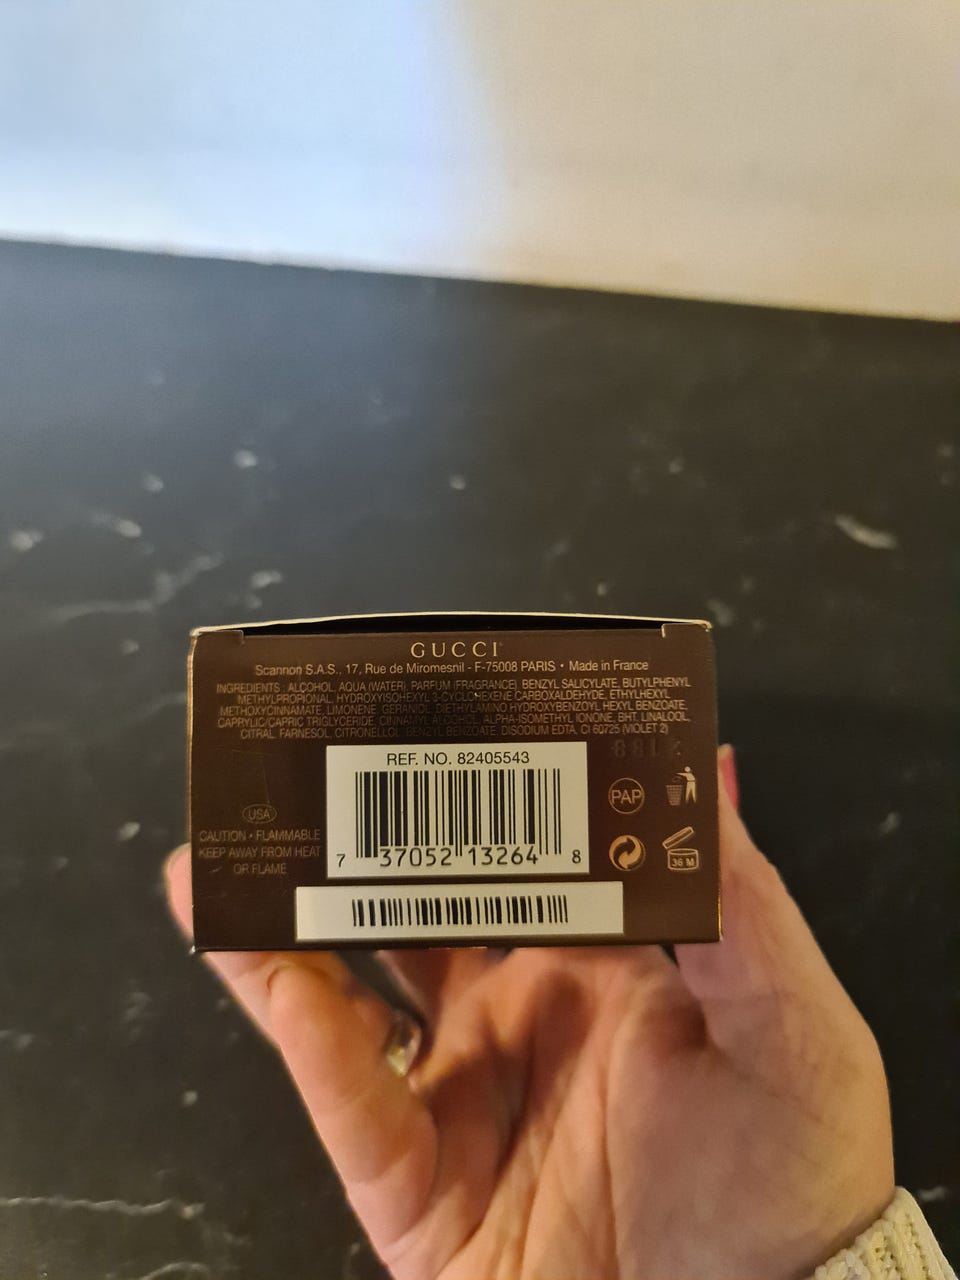 GUCCI
Scannon S.A.S., 17, Rue de Miromesnil - F-75008 PARIS • Made in France
INGREDIENTS : ALCOHOL, AQUA (WATER), PARFUM (FRAGRANCE), BENZYL SALICYLATE, BUTYLPHENYL
METHYLPROPIONAL, HYDROXYISOHEXYL 3-CYCLOHEXENE CARBOXALDEHYDE, ETHYLHEXYL
METHOXYCINNAMATE, LIMONENE, GERANIOL, DIETHYLAMINO HYDROXYBENZOYL HEXYL BENZOATE,
CAPRYLIC/CAPRIC TRIGLYCERIDE, CINNAMYL ALCOHOL, ALPHA-ISOMETHYL IONONE, BHT, LINALOOL,
CITRAL, FARNESOL, CITRONELLOL, BENZYL BENZOATE, DISODIUM EDTA, CI 60725 (VIOLET 2)
REF. NO. 82405543
7 37052 13264 8
USA
CAUTION • FLAMMABLE
KEEP AWAY FROM HEAT
OR FLAME
PAP
36 M